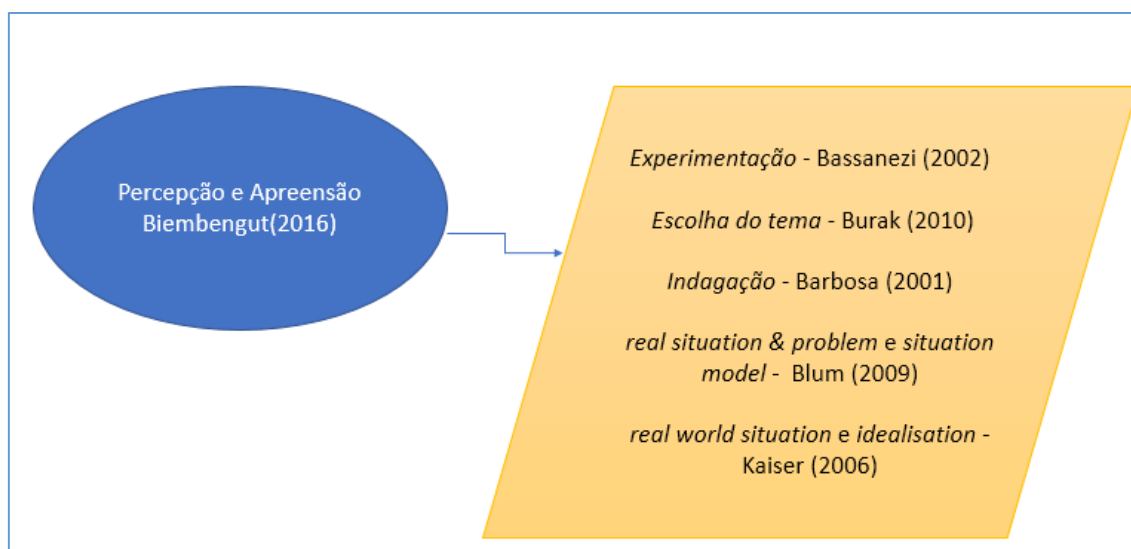 Percepção e Apreensão
Biembengut(2016)
Experimentação - Bassanezi (2002)
Escolha do tema - Burak (2010)
Indagação - Barbosa (2001)
real situation & problem e situation
model - Blum (2009)
real world situation e idealisation -
Kaiser (2006)